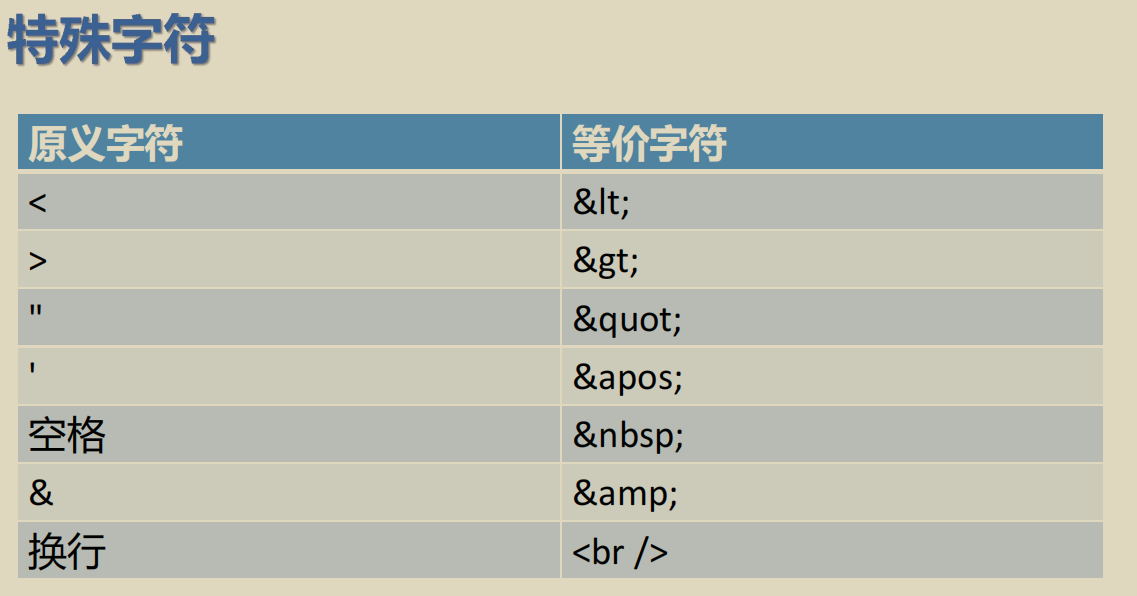 特殊字符
原义字符 等价字符
< &lt;
> &gt;
" &quot;
' &apos;
空格 &nbsp;
& &amp;
换行 <br />